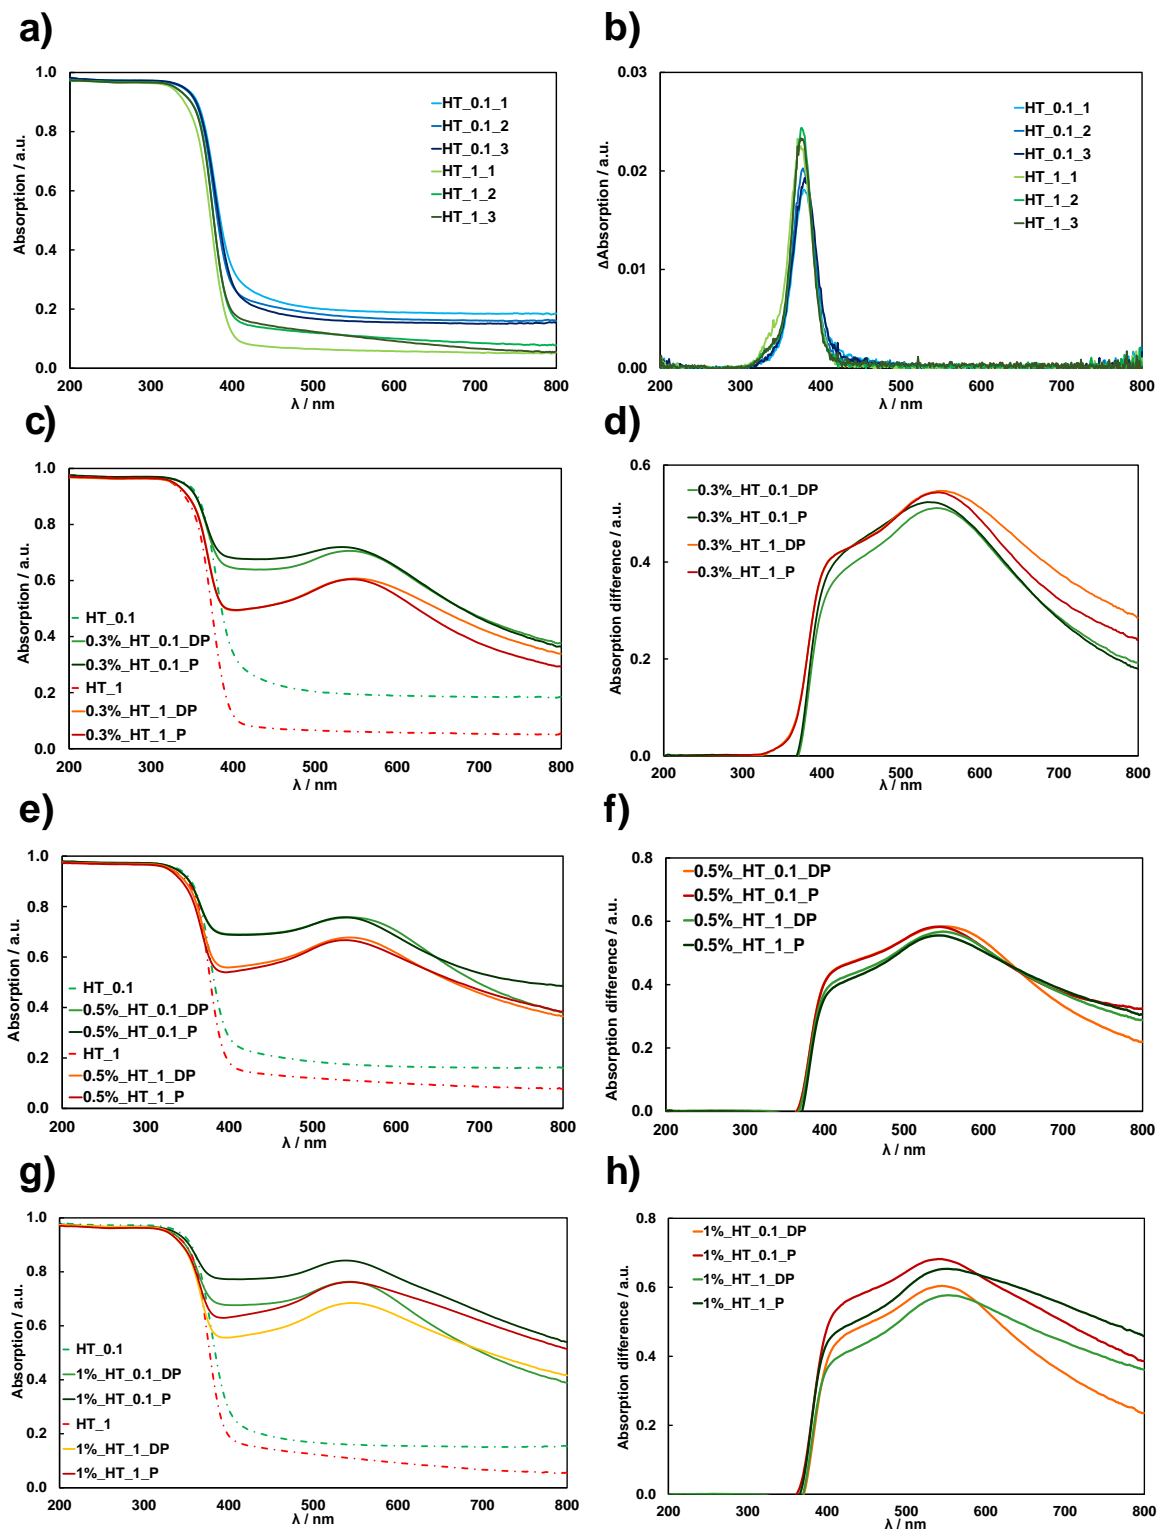 a)
Absorption / a.u.
1.0
0.8
0.6
0.4
0.2
0.0
HT_0.1_1
HT_0.1_2
HT_0.1_3
HT_1_1
HT_1_2
HT_1_3
200 300 400 500 600 700 800
λ / nm
b)
ΔAbsorption / a.u.
0.03
0.02
0.01
0.00
HT_0.1_1
HT_0.1_2
HT_0.1_3
HT_1_1
HT_1_2
HT_1_3
200 300 400 500 600 700 800
λ / nm
c)
Absorption / a.u.
1.0
0.8
0.6
0.4
0.2
0.0
HT_0.1
0.3%_HT_0.1_DP
0.3%_HT_0.1_P
HT_1
0.3%_HT_1_DP
0.3%_HT_1_P
200 300 400 500 600 700 800
λ / nm
d)
Absorption difference / a.u.
0.6
0.4
0.2
0.0
0.3%_HT_0.1_DP
0.3%_HT_0.1_P
0.3%_HT_1_DP
0.3%_HT_1_P
200 300 400 500 600 700 800
λ / nm
e)
Absorption / a.u.
1.0
0.8
0.6
0.4
0.2
0.0
HT_0.1
0.5%_HT_0.1_DP
0.5%_HT_0.1_P
HT_1
0.5%_HT_1_DP
0.5%_HT_1_P
200 300 400 500 600 700 800
λ / nm
f)
Absorption difference / a.u.
0.8
0.6
0.4
0.2
0.0
0.5%_HT_0.1_DP
0.5%_HT_0.1_P
0.5%_HT_1_DP
0.5%_HT_1_P
200 300 400 500 600 700 800
λ / nm
g)
Absorption / a.u.
1.0
0.8
0.6
0.4
0.2
0.0
HT_0.1
1%_HT_0.1_DP
1%_HT_0.1_P
HT_1
1%_HT_1_DP
1%_HT_1_P
200 300 400 500 600 700 800
λ / nm
h)
Absorption difference / a.u.
0.8
0.6
0.4
0.2
0.0
1%_HT_0.1_DP
1%_HT_0.1_P
1%_HT_1_DP
1%_HT_1_P
200 300 400 500 600 700 800
λ / nm